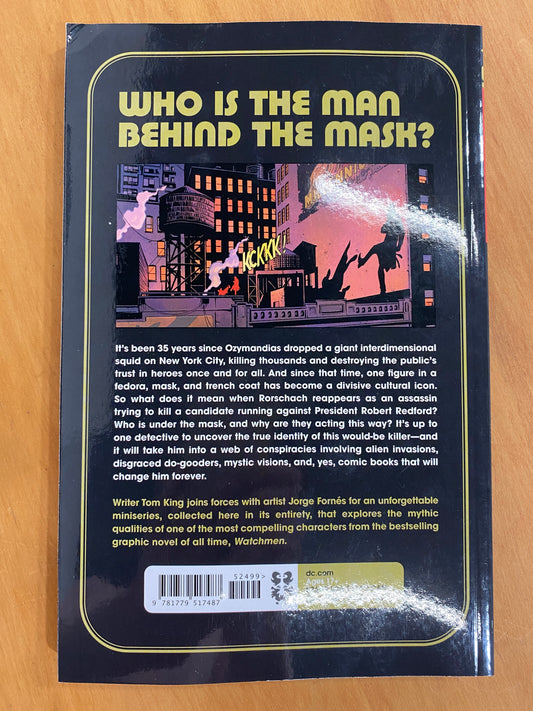 WHO IS THE MAN
BEHIND THE MASK?
KCKKK!
It's been 35 years since Ozymandias dropped a giant interdimensional
squid on New York City, killing thousands and destroying the public's
trust in heroes once and for all. And since that time, one figure in a
fedora, mask, and trench coat has become a divisive cultural icon.
So what does it mean when Rorschach reappears as an assassin
trying to kill a candidate running against President Robert Redford?
Who is under the mask, and why are they acting this way? It's up to
one detective to uncover the true identity of this would-be killer—and
it will take him into a web of conspiracies involving alien invasions,
disgraced do-gooders, mystic visions, and, yes, comic books that will
change him forever.
Writer Tom King joins forces with artist Jorge Fornés for an unforgettable
miniseries, collected here in its entirety, that explores the mythic
qualities of one of the most compelling characters from the bestselling
graphic novel of all time, Watchmen.
52499>
9 781779 517487
dc.com
Ages 17+